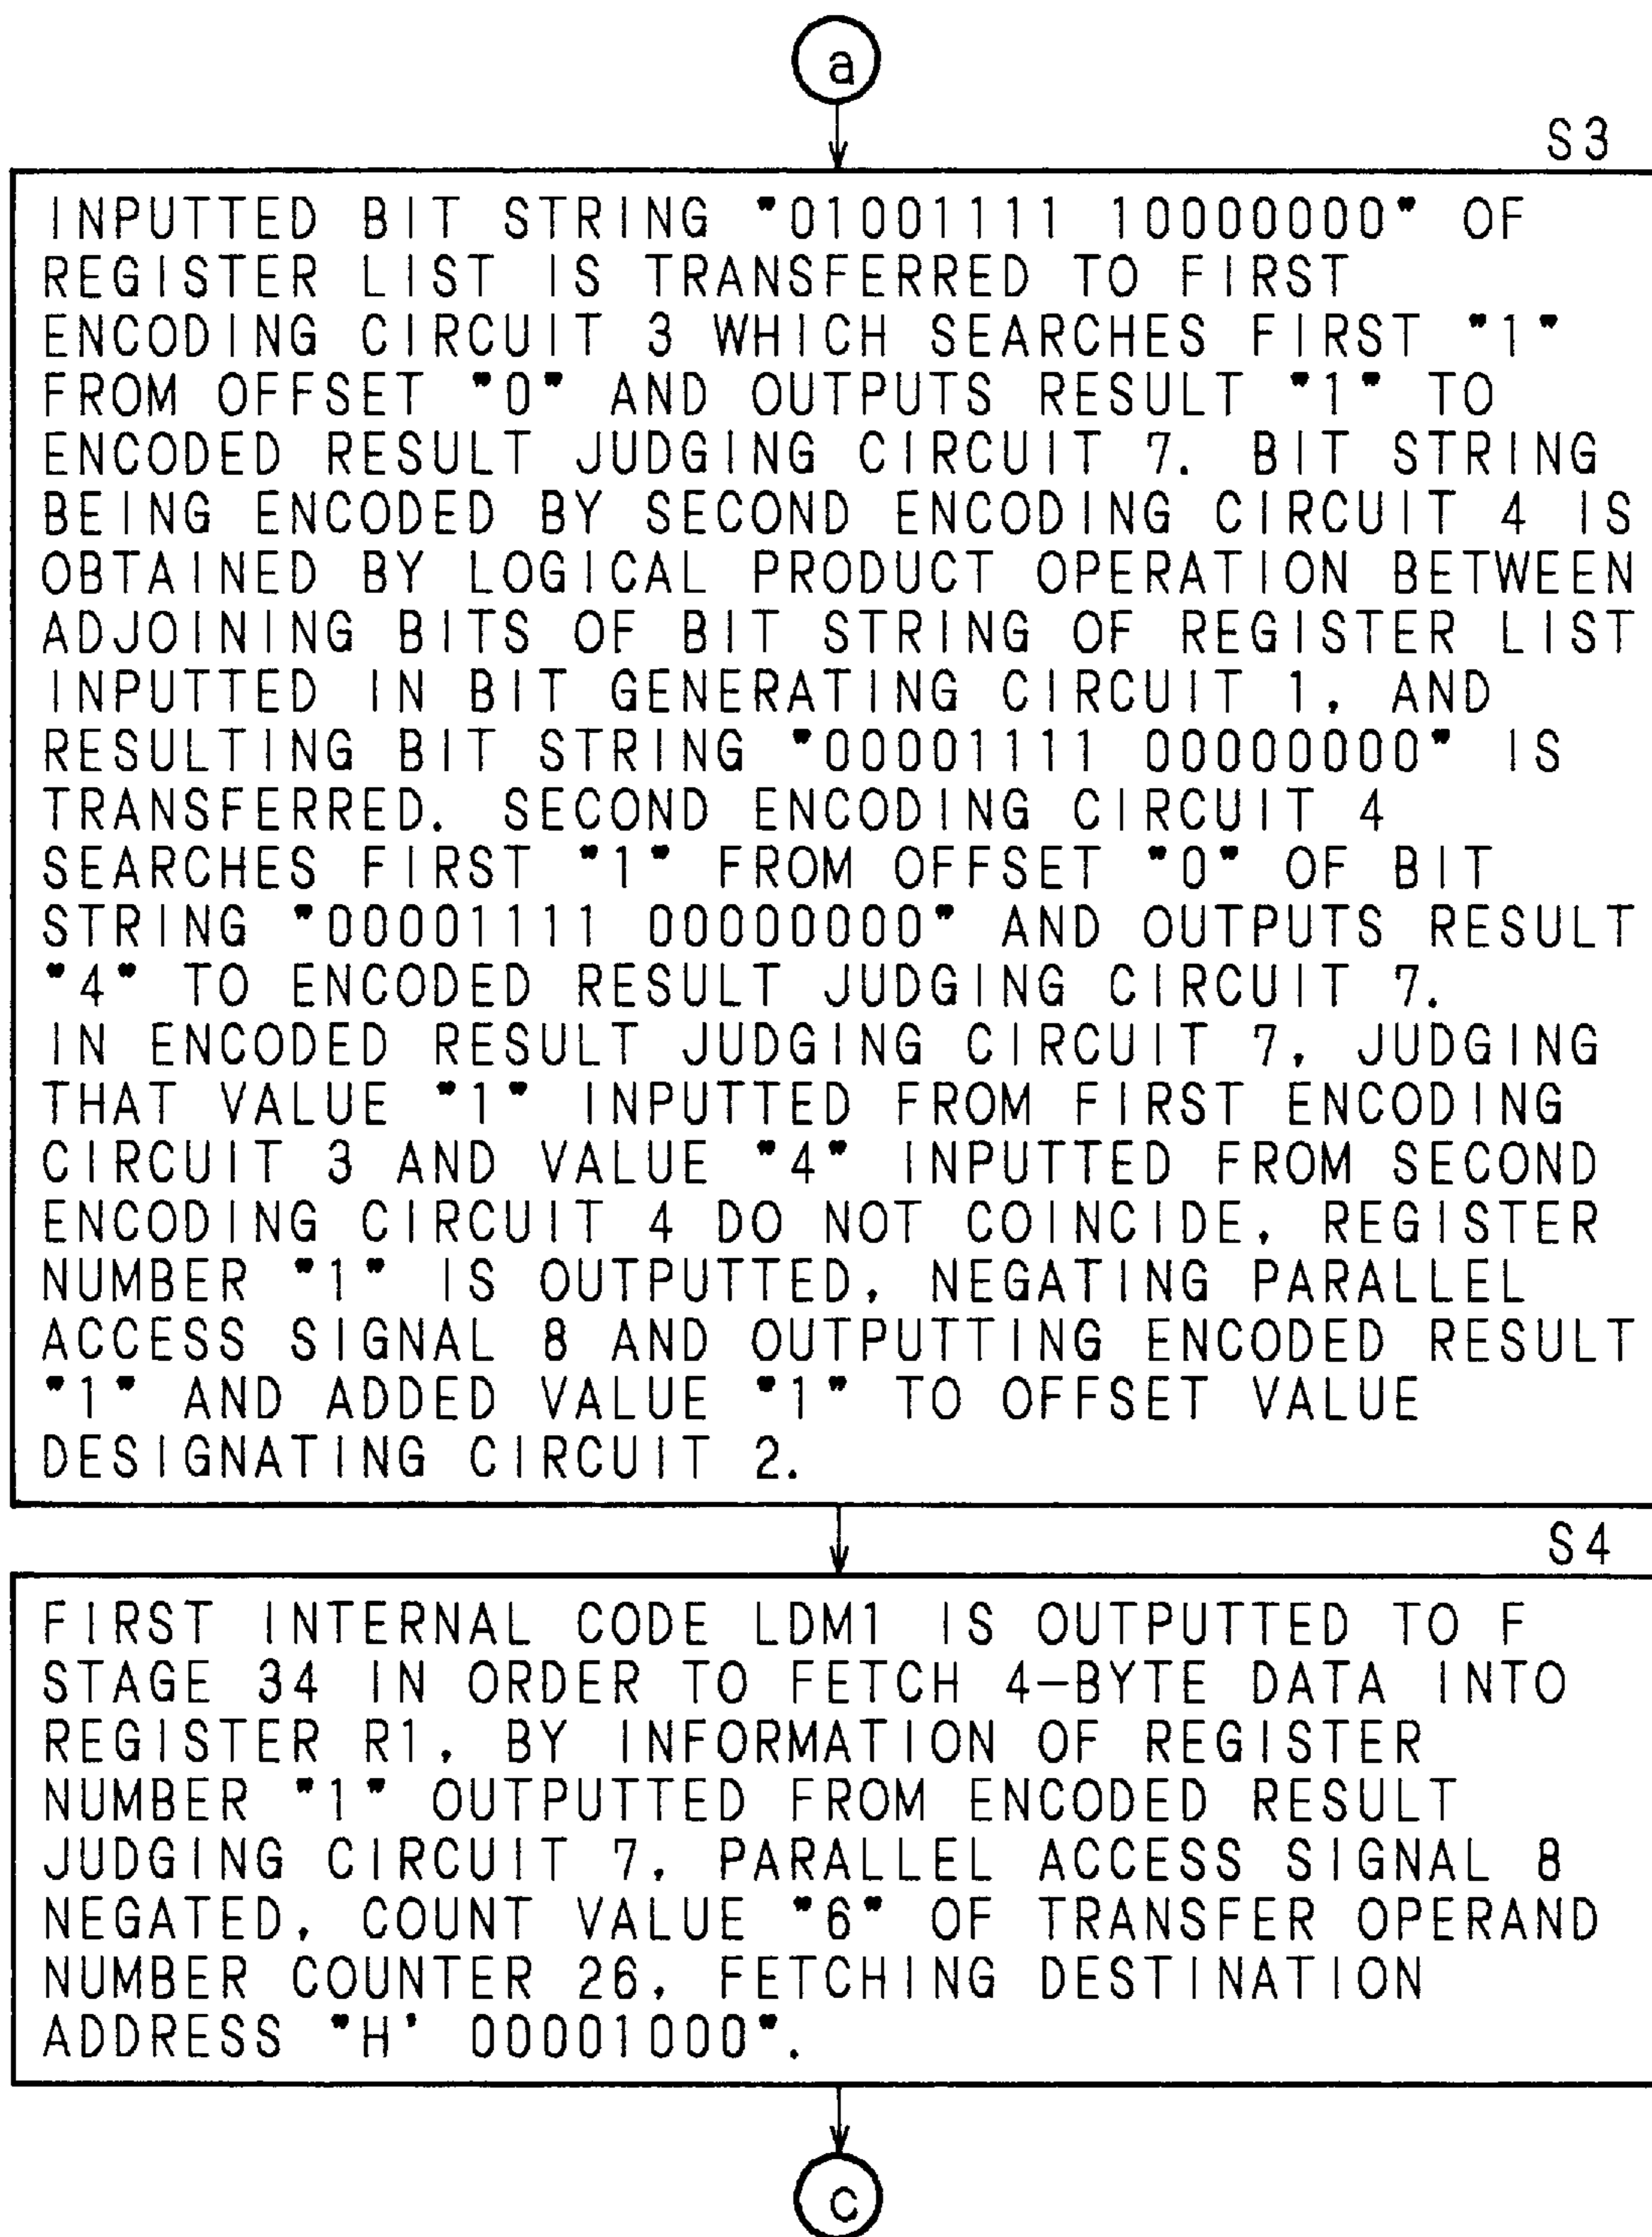 a
S3
INPUTTED BIT STRING "01001111 10000000" OF
REGISTER LIST IS TRANSFERRED TO FIRST
ENCODING CIRCUIT 3 WHICH SEARCHES FIRST "1"
FROM OFFSET "0" AND OUTPUTS RESULT "1" TO
ENCODED RESULT JUDGING CIRCUIT 7. BIT STRING
BEING ENCODED BY SECOND ENCODING CIRCUIT 4 IS
OBTAINED BY LOGICAL PRODUCT OPERATION BETWEEN
ADJOINING BITS OF BIT STRING OF REGISTER LIST
INPUTTED IN BIT GENERATING CIRCUIT 1, AND
RESULTING BIT STRING "00001111 00000000" IS
TRANSFERRED. SECOND ENCODING CIRCUIT 4
SEARCHES FIRST "1" FROM OFFSET "0" OF BIT
STRING "00001111 00000000" AND OUTPUTS RESULT
"4" TO ENCODED RESULT JUDGING CIRCUIT 7.
IN ENCODED RESULT JUDGING CIRCUIT 7, JUDGING
THAT VALUE "1" INPUTTED FROM FIRST ENCODING
CIRCUIT 3 AND VALUE "4" INPUTTED FROM SECOND
ENCODING CIRCUIT 4 DO NOT COINCIDE, REGISTER
NUMBER "1" IS OUTPUTTED, NEGATING PARALLEL
ACCESS SIGNAL 8 AND OUTPUTTING ENCODED RESULT
"1" AND ADDED VALUE "1" TO OFFSET VALUE
DESIGNATING CIRCUIT 2.
S4
FIRST INTERNAL CODE LDM1 IS OUTPUTTED TO F
STAGE 34 IN ORDER TO FETCH 4-BYTE DATA INTO
REGISTER R1, BY INFORMATION OF REGISTER
NUMBER "1" OUTPUTTED FROM ENCODED RESULT
JUDGING CIRCUIT 7, PARALLEL ACCESS SIGNAL 8
NEGATED, COUNT VALUE "6" OF TRANSFER OPERAND
NUMBER COUNTER 26, FETCHING DESTINATION
ADDRESS "H' 00001000".
c